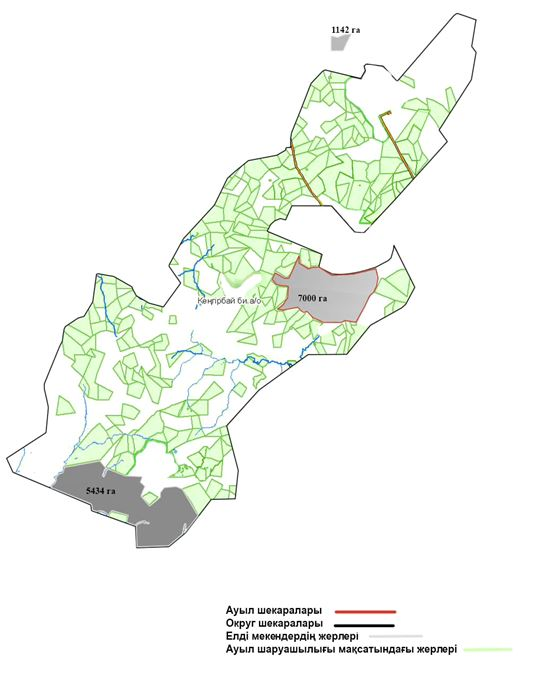 1142 га
Кеңгірбай би.а/о
7000 га
5434 га
Ауыл шекаралары
Округ шекаралары
Елді мекендердің жерлері
Ауыл шаруашылығы мақсатындағы жерлері